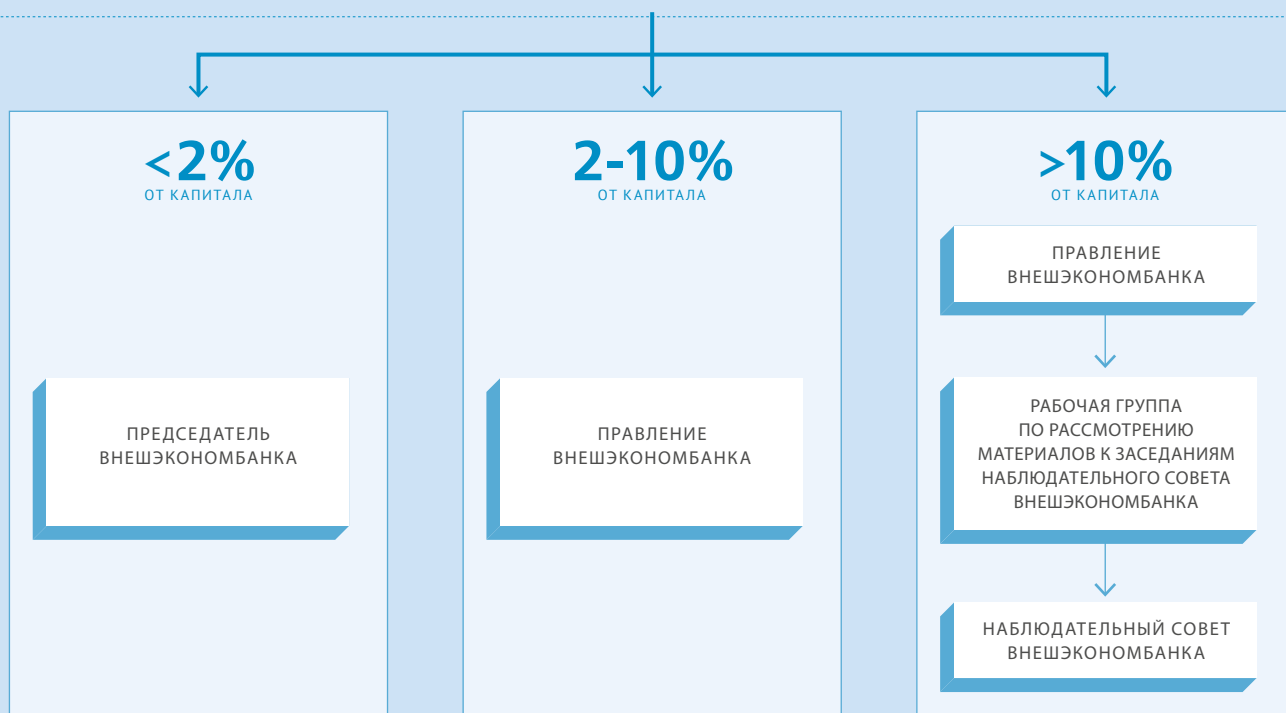 <2%
ОТ КАПИТАЛА
ПРЕДСЕДАТЕЛЬ
ВНЕШЭКОНОМБАНКА
2-10%
ОТ КАПИТАЛА
ПРАВЛЕНИЕ
ВНЕШЭКОНОМБАНКА
>10%
ОТ КАПИТАЛА
ПРАВЛЕНИЕ
ВНЕШЭКОНОМБАНКА
РАБОЧАЯ ГРУППА
ПО РАССМОТРЕНИЮ
МАТЕРИАЛОВ К ЗАСЕДАНИЯМ
НАБЛЮДАТЕЛЬНОГО СОВЕТА
ВНЕШЭКОНОМБАНКА
НАБЛЮДАТЕЛЬНЫЙ СОВЕТ
ВНЕШЭКОНОМБАНКА